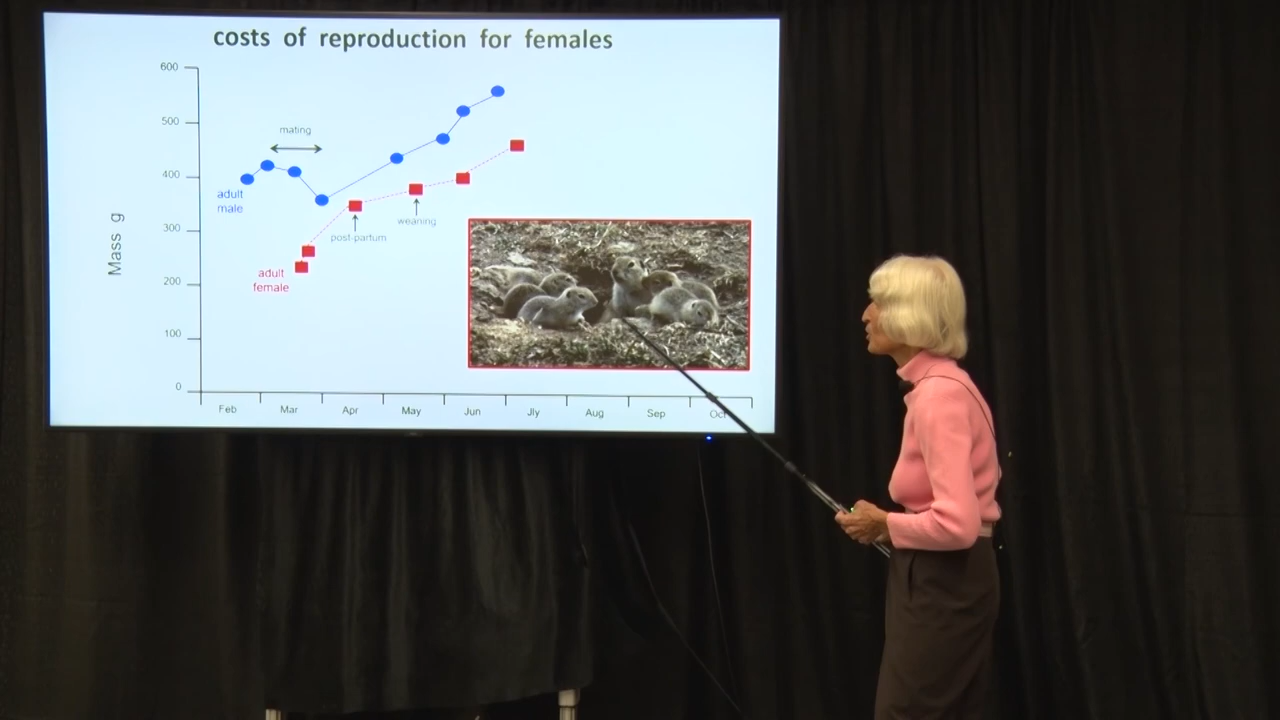 costs of reproduction for females
600
500
400
300
200
100
0
Mass g
mating
adult
male
adult
female
post-partum
weaning
Feb Mar Apr May Jun Jly Aug Sep Oct